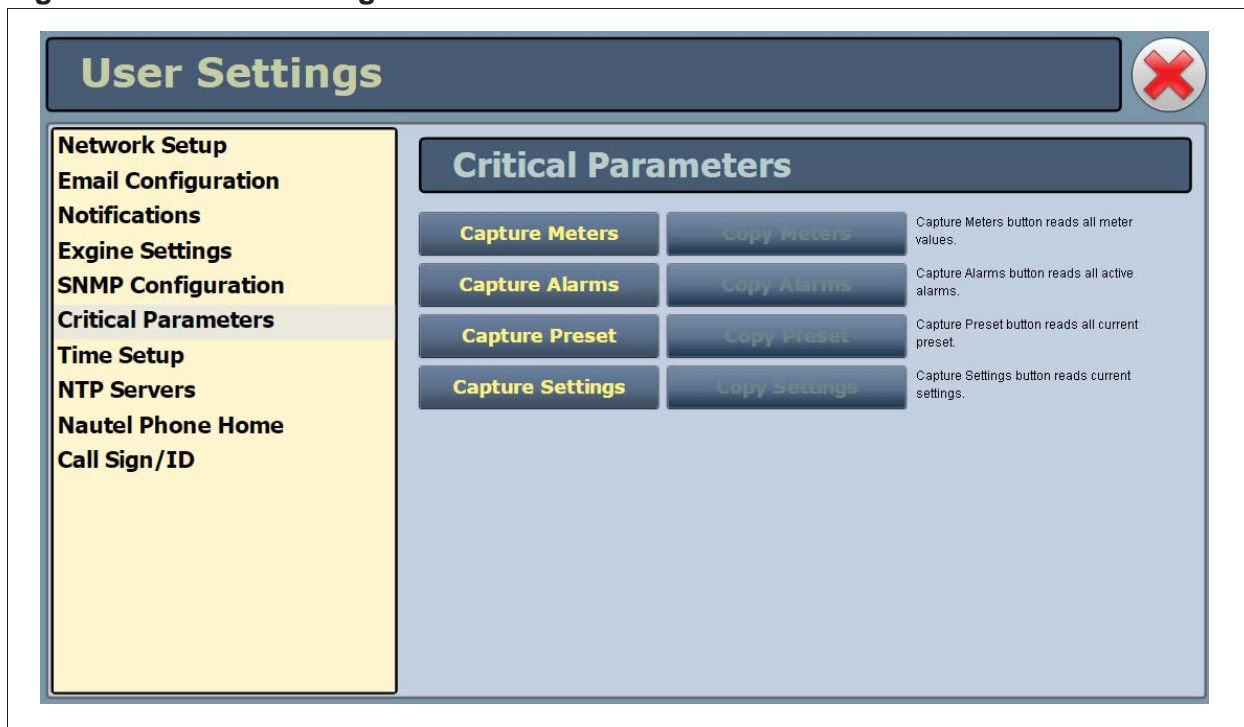 User Settings
Network Setup
Email Configuration
Notifications
Exgine Settings
SNMP Configuration
Critical Parameters
Time Setup
NTP Servers
Nautel Phone Home
Call Sign/ID
Critical Parameters
Capture Meters
Copy Meters
Capture Meters button reads all meter
values.
Capture Alarms
Copy Alarms
Capture Alarms button reads all active
alarms.
Capture Preset
Copy Preset
Capture Preset button reads all current
preset.
Capture Settings
Copy Settings
Capture Settings button reads current
settings.